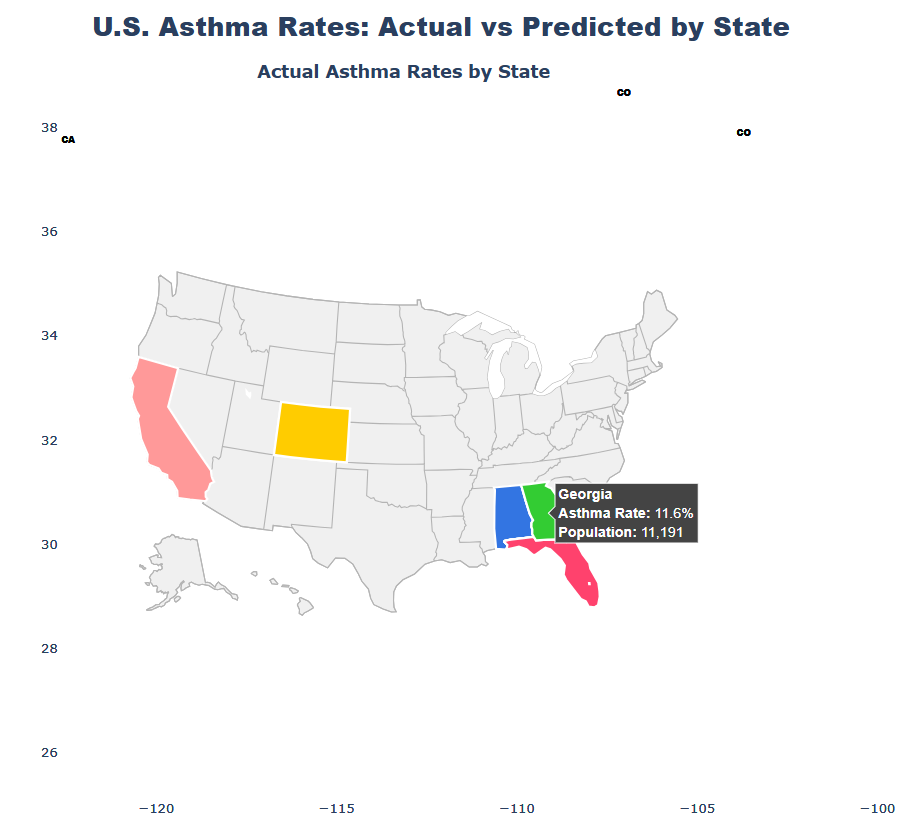 U.S. Asthma Rates: Actual vs Predicted by State
Actual Asthma Rates by State
CO
38
CA
CO
36
34
32
Georgia
Asthma Rate: 11.6%
Population: 11,191
30
28
26
−120
−115
−110
−105
−100